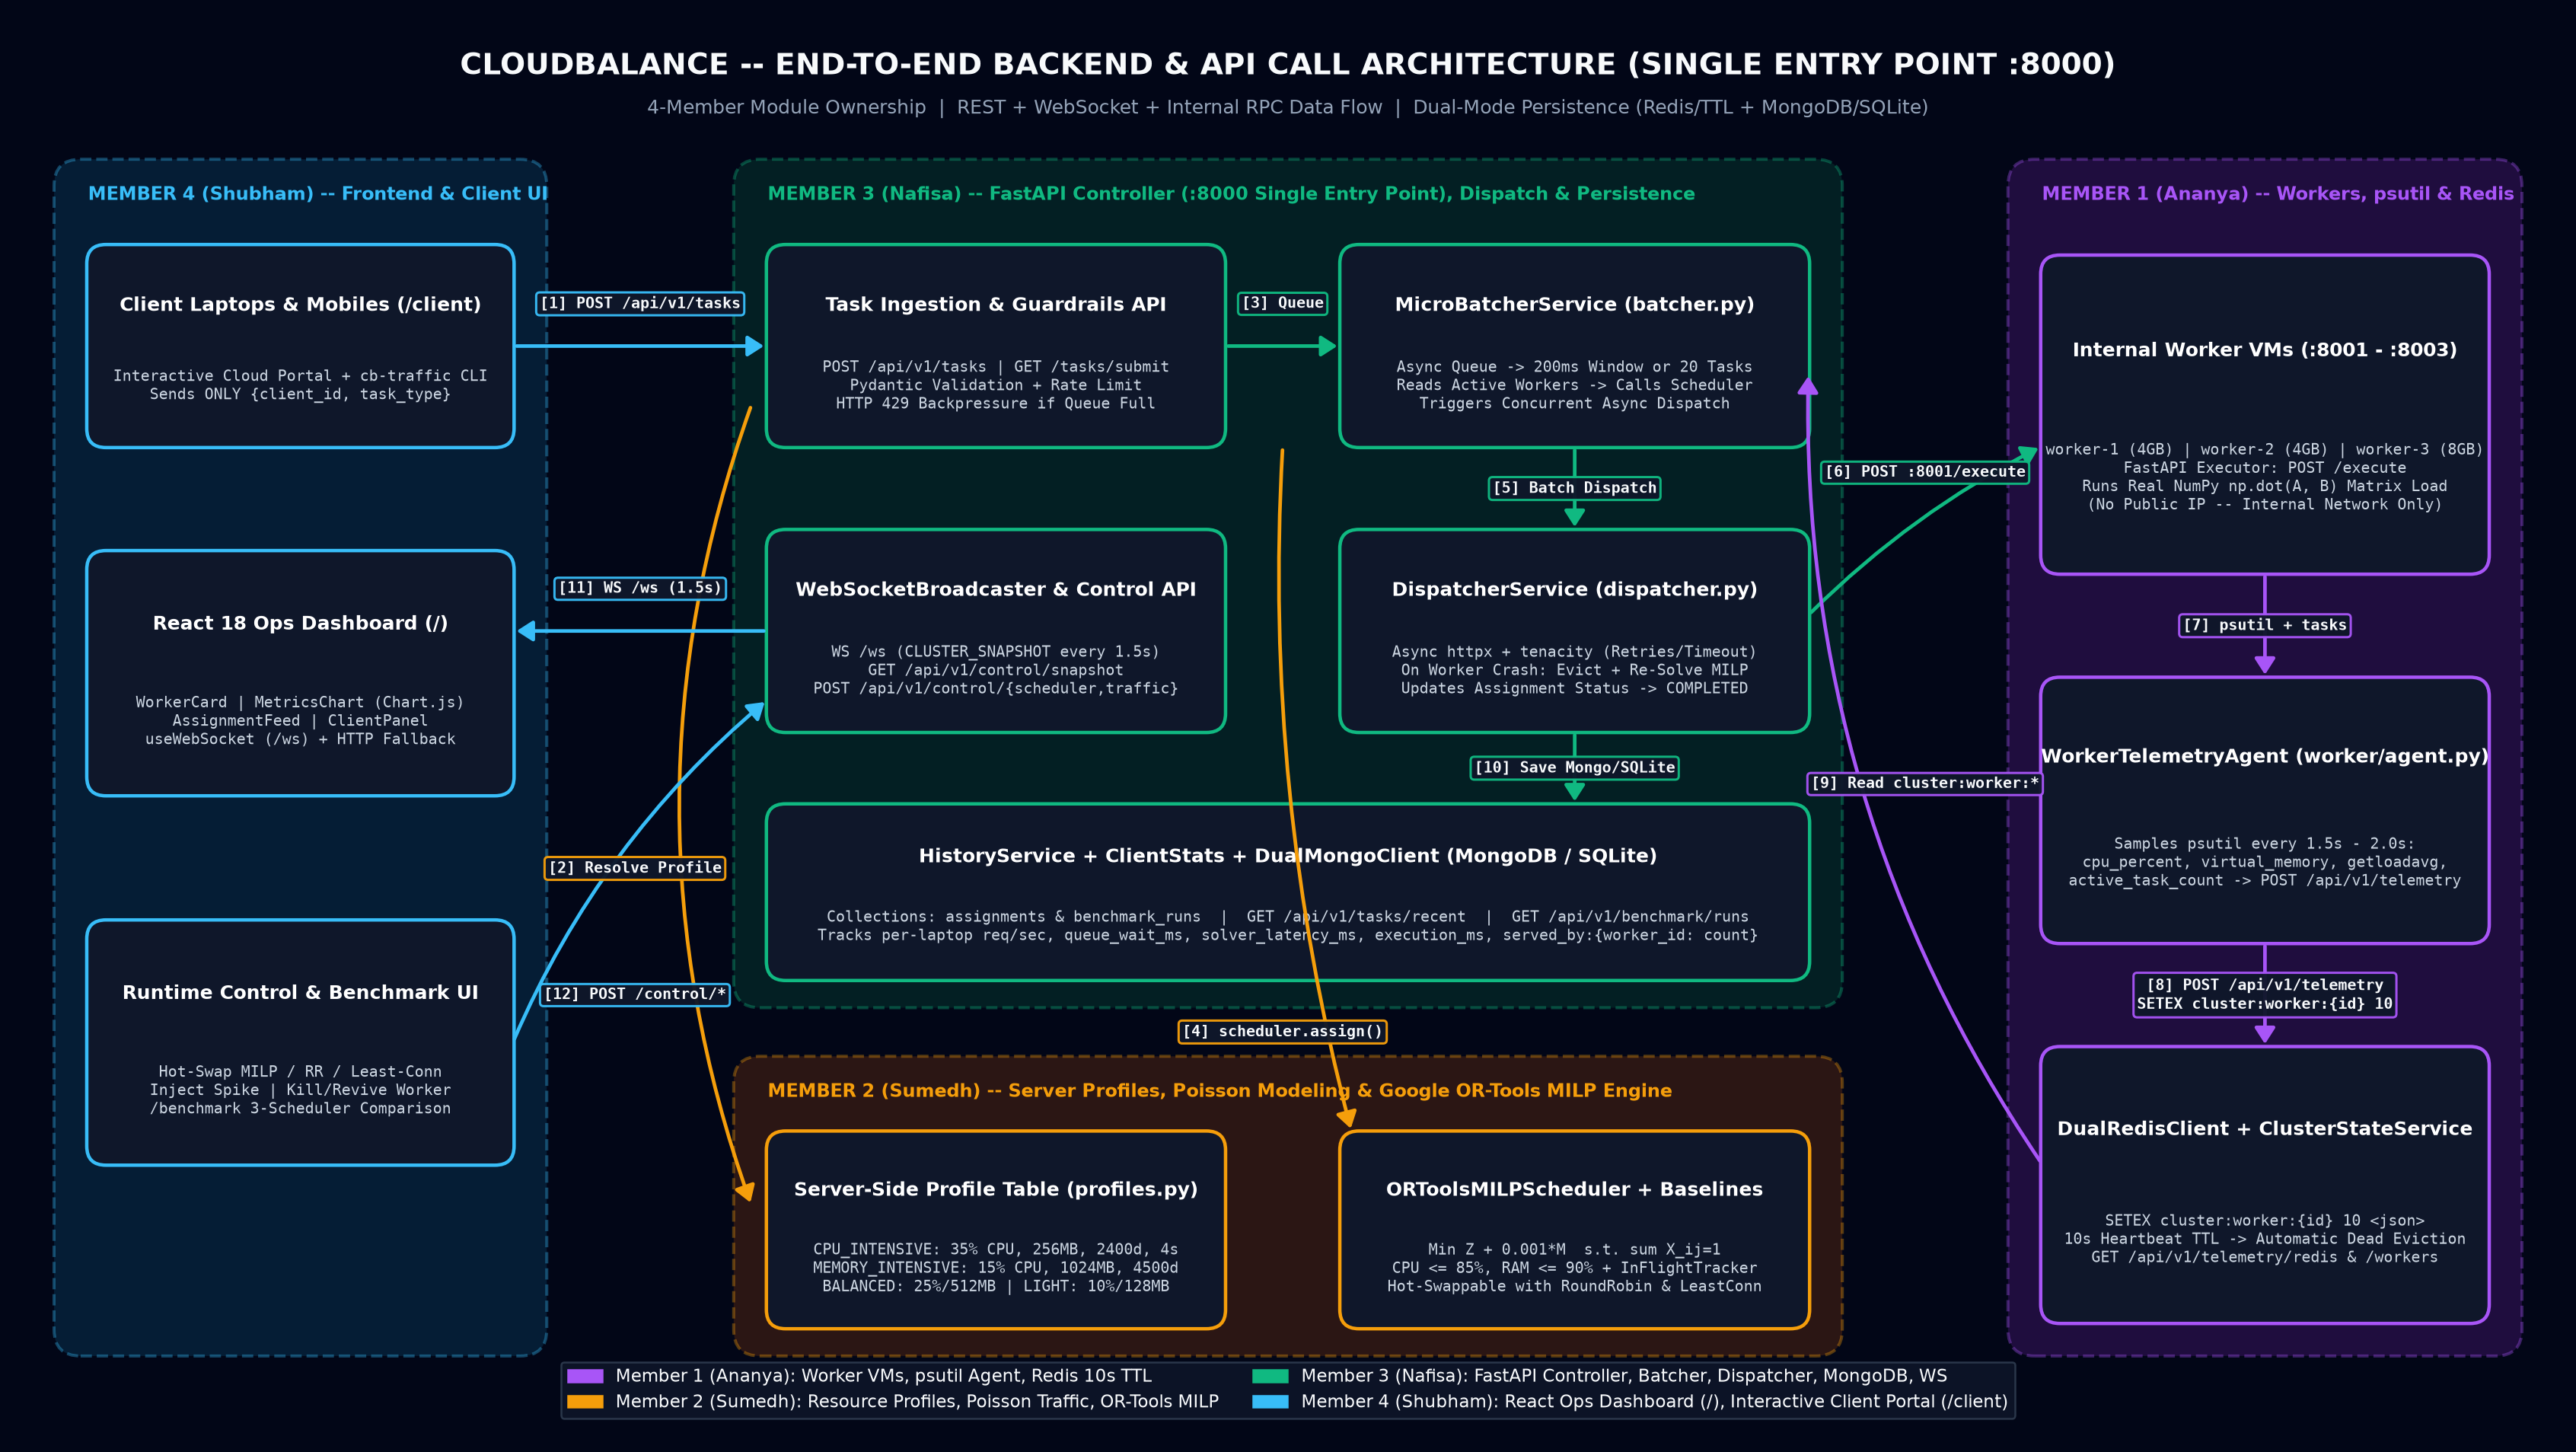 CLOUDBALANCE -- END-TO-END BACKEND & API CALL ARCHITECTURE (SINGLE ENTRY POINT :8000)
4-Member Module Ownership | REST + WebSocket + Internal RPC Data Flow | Dual-Mode Persistence (Redis/TTL + MongoDB/SQLite)
MEMBER 4 (Shubham) -- Frontend & Client UI
Client Laptops & Mobiles (/client)
Interactive Cloud Portal + cb-traffic CLI
Sends ONLY {client_id, task_type}
React 18 Ops Dashboard (/)
WorkerCard | MetricsChart (Chart.js)
AssignmentFeed | ClientPanel
useWebSocket (/ws) + HTTP Fallback
Runtime Control & Benchmark UI
Hot-Swap MILP / RR / Least-Conn
Inject Spike | Kill/Revive Worker
/benchmark 3-Scheduler Comparison
[1] POST /api/v1/tasks
[11] WS /ws (1.5s)
[2] Resolve Profile
[12] POST /control/*
MEMBER 3 (Nafisa) -- FastAPI Controller (:8000 Single Entry Point), Dispatch & Persistence
Task Ingestion & Guardrails API
POST /api/v1/tasks | GET /tasks/submit
Pydantic Validation + Rate Limit
HTTP 429 Backpressure if Queue Full
[3] Queue
MicroBatcherService (batcher.py)
Async Queue -> 200ms Window or 20 Tasks
Reads Active Workers -> Calls Scheduler
Triggers Concurrent Async Dispatch
[5] Batch Dispatch
WebSocketBroadcaster & Control API
WS /ws (CLUSTER_SNAPSHOT every 1.5s)
GET /api/v1/control/snapshot
POST /api/v1/control/{scheduler,traffic}
DispatcherService (dispatcher.py)
Async httpx + tenacity (Retries/Timeout)
On Worker Crash: Evict + Re-Solve MILP
Updates Assignment Status -> COMPLETED
[10] Save Mongo/SQLite
HistoryService + ClientStats + DualMongoClient (MongoDB / SQLite)
Collections: assignments & benchmark_runs | GET /api/v1/tasks/recent | GET /api/v1/benchmark/runs
Tracks per-laptop req/sec, queue_wait_ms, solver_latency_ms, execution_ms, served_by:{worker_id: count}
[4] scheduler.assign()
MEMBER 2 (Sumedh) -- Server Profiles, Poisson Modeling & Google OR-Tools MILP Engine
Server-Side Profile Table (profiles.py)
CPU_INTENSIVE: 35% CPU, 256MB, 2400d, 4s
MEMORY_INTENSIVE: 15% CPU, 1024MB, 4500d
BALANCED: 25%/512MB | LIGHT: 10%/128MB
ORToolsMILPScheduler + Baselines
Min Z + 0.001*M s.t. sum X_ij=1
CPU <= 85%, RAM <= 90% + InFlightTracker
Hot-Swappable with RoundRobin & LeastConn
[6] POST :8001/execute
[9] Read cluster:worker:*
MEMBER 1 (Ananya) -- Workers, psutil & Redis
Internal Worker VMs (:8001 - :8003)
worker-1 (4GB) | worker-2 (4GB) | worker-3 (8GB)
FastAPI Executor: POST /execute
Runs Real NumPy np.dot(A, B) Matrix Load
(No Public IP -- Internal Network Only)
[7] psutil + tasks
WorkerTelemetryAgent (worker/agent.py)
Samples psutil every 1.5s - 2.0s:
cpu_percent, virtual_memory, getloadavg,
active_task_count -> POST /api/v1/telemetry
[8] POST /api/v1/telemetry
SETEX cluster:worker:{id} 10
DualRedisClient + ClusterStateService
SETEX cluster:worker:{id} 10 <json>
10s Heartbeat TTL -> Automatic Dead Eviction
GET /api/v1/telemetry/redis & /workers
Member 1 (Ananya): Worker VMs, psutil Agent, Redis 10s TTL
Member 2 (Sumedh): Resource Profiles, Poisson Traffic, OR-Tools MILP
Member 3 (Nafisa): FastAPI Controller, Batcher, Dispatcher, MongoDB, WS
Member 4 (Shubham): React Ops Dashboard (/), Interactive Client Portal (/client)